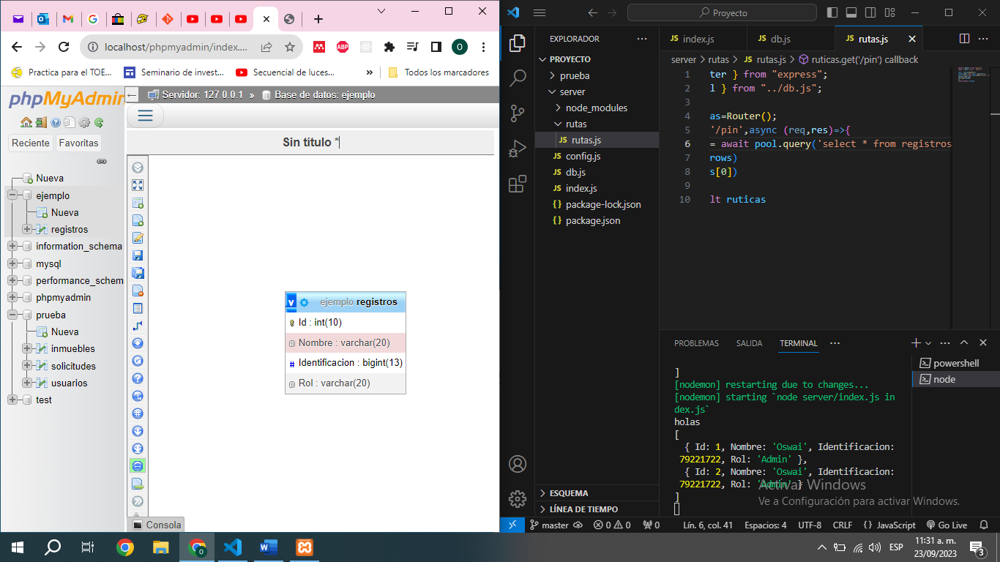 localhost/phpmyadmin/index....
Practica para el TOE...
Seminario de invest...
Secuencial de luces...
»
Todos los marcadores
phpMyAdmin
Reciente
Favoritas
Nueva
ejemplo
Nueva
registros
information_schema
mysql
performance_schem
phpmyadmin
prueba
Nueva
inmuebles
solicitudes
usuarios
test
Servidor: 127.0.0.1 » Base de datos: ejemplo
Sin título *
v ejemplo registros
Id : int(10)
Nombre : varchar(20)
# Identificacion : bigint(13)
Rol : varchar(20)
Consola
Proyecto
EXPLORADOR
PROYECTO
prueba
server
node_modules
rutas
JS rutas.js
JS config.js
JS db.js
JS index.js
{} package-lock.json
{} package.json
ESQUEMA
LÍNEA DE TIEMPO
JS index.js
JS db.js
JS rutas.js
server > rutas > JS rutas.js > ruticas.get('/pin') callback
1 ter } from "express";
2 l } from "../db.js";
3
4 as=Router();
5 '/pin',async (req,res)=>{
6 = await pool.query('select * from registros
7 rows)
8 s[0])
9
10 lt ruticas
PROBLEMAS SALIDA TERMINAL
powershell
node
]
[nodemon] restarting due to changes...
[nodemon] starting `node server/index.js in
dex.js`
holas
[
{ Id: 1, Nombre: 'Oswai', Identificacion:
79221722, Rol: 'Admin' },
{ Id: 2, Nombre: 'Oswai', Identificacion:
79221722, Rol: 'Admin' }
]
Activar Windows
Ve a Configuración para activar Windows.
master
0 0
0
Lín. 6, col. 41
Espacios: 4
UTF-8
CRLF
{} JavaScript
Go Live
ESP
11:31 a. m.
23/09/2023
3